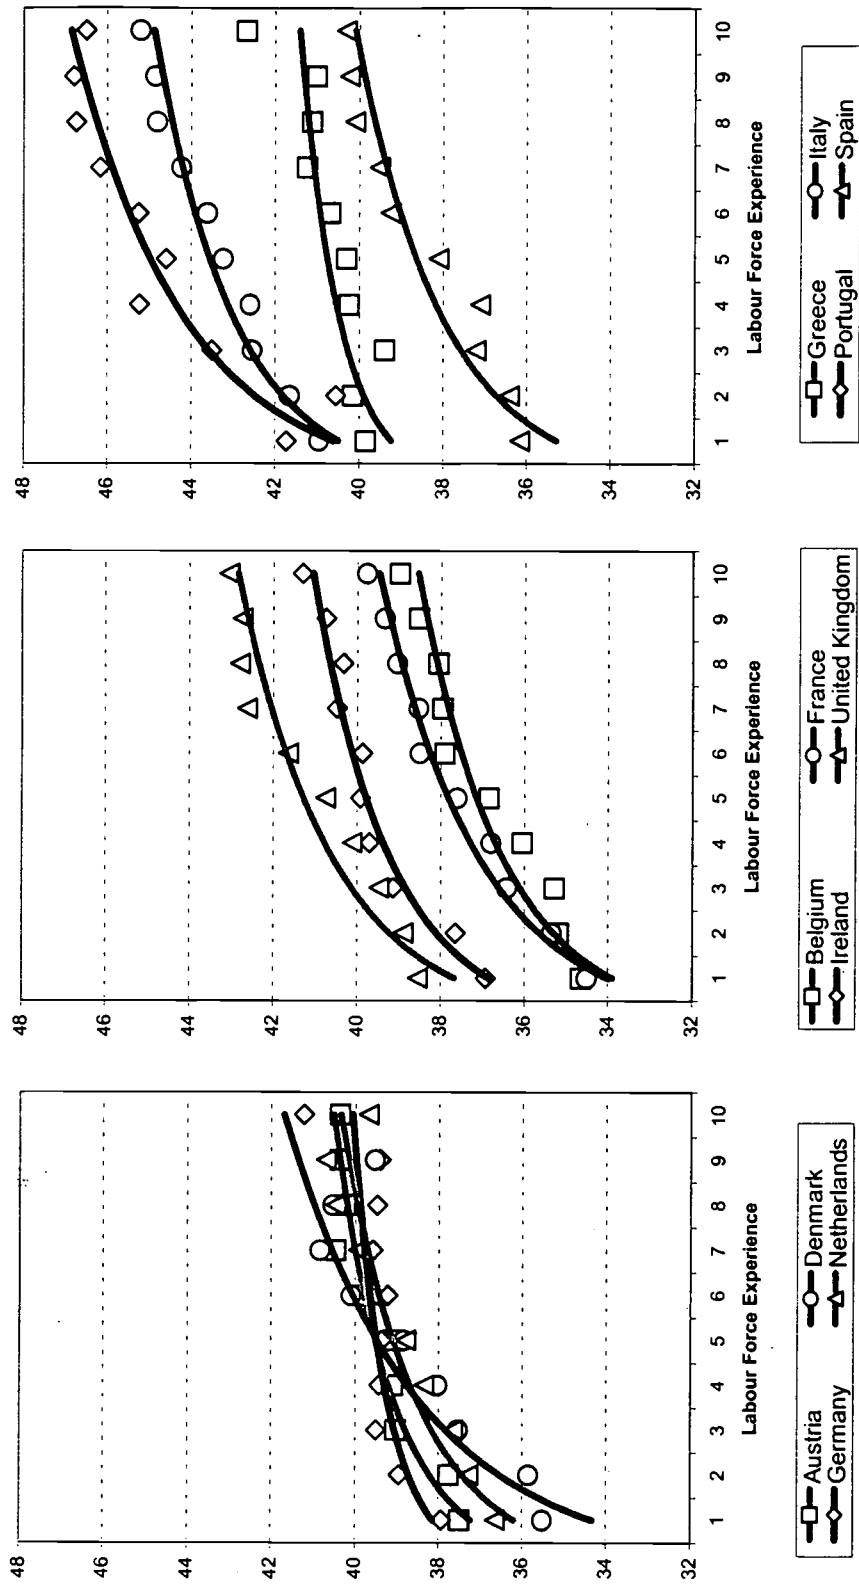 48
46
44
42
40
38
36
34
32
1 2 3 4 5 6 7 8 9 10
Labour Force Experience
Austria Denmark
Germany Netherlands
48
46
44
42
40
38
36
34
32
1 2 3 4 5 6 7 8 9 10
Labour Force Experience
Belgium France
Ireland United Kingdom
48
46
44
42
40
38
36
34
32
1 2 3 4 5 6 7 8 9 10
Labour Force Experience
Greece Italy
Portugal Spain